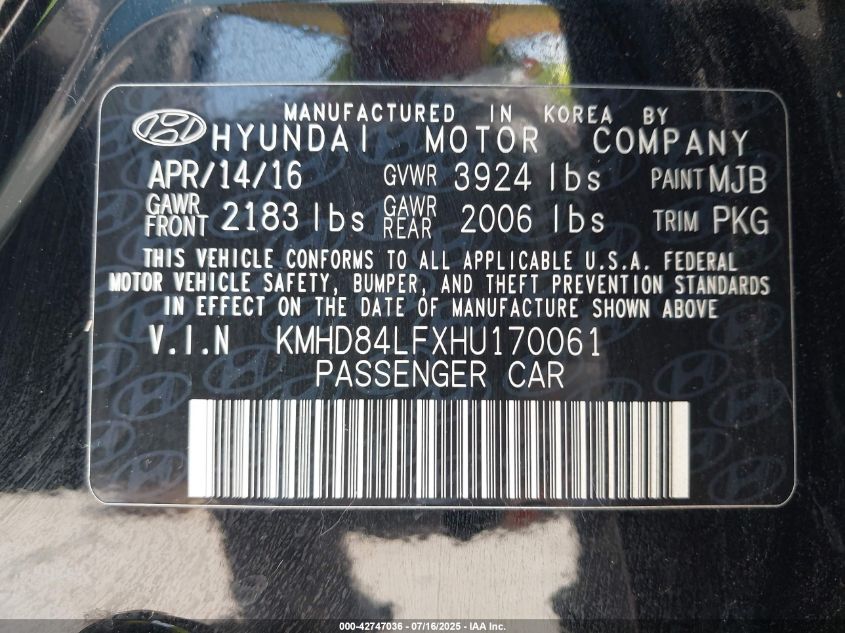 MANUFACTURED IN KOREA BY
HYUNDAI MOTOR COMPANY
APR/14/16 GVWR 3924 lbs PAINT MJB
GAWR FRONT 2183 lbs GAWR REAR 2006 lbs TRIM PKG
THIS VEHICLE CONFORMS TO ALL APPLICABLE U.S.A. FEDERAL
MOTOR VEHICLE SAFETY, BUMPER, AND THEFT PREVENTION STANDARDS
IN EFFECT ON THE DATE OF MANUFACTURE SHOWN ABOVE
V.I.N KMHD84LFXHU170061
PASSENGER CAR
000-42747036 - 07/16/2025 - IAA Inc.